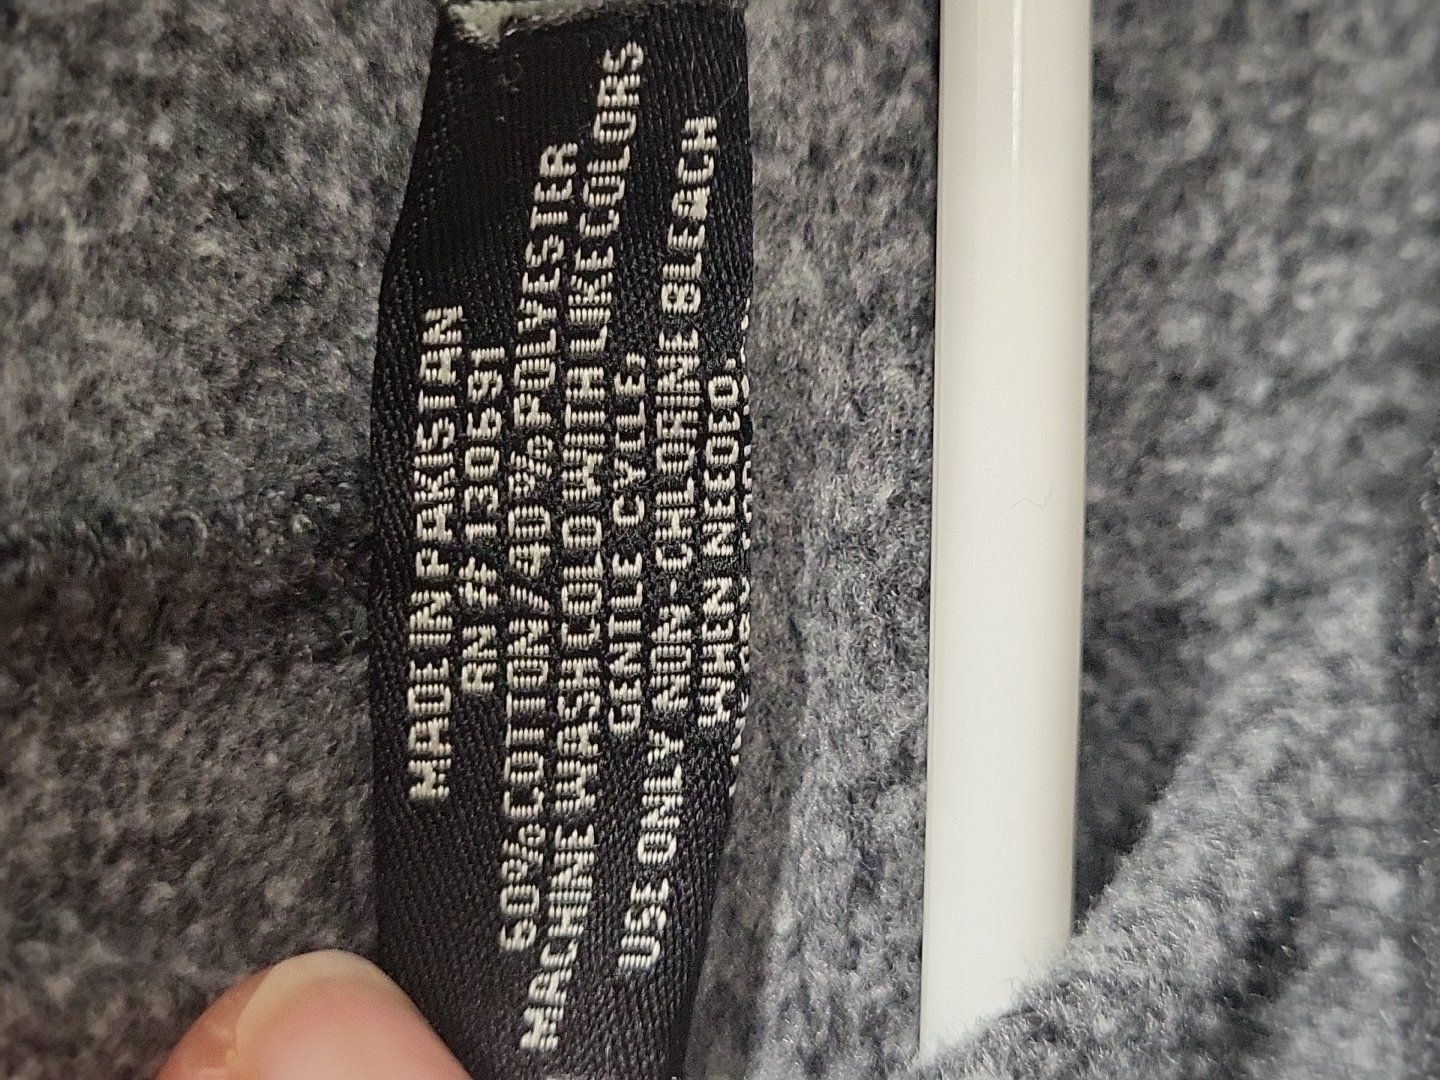 MADE IN PAKISTAN
RN # 130691
60% COTTON/40% POLYESTER
MACHINE WASH COLD WITH LIKE COLORS
GENTLE CYCLE,
USE ONLY NON-CHLORINE BLEACH
WHEN NEEDED.